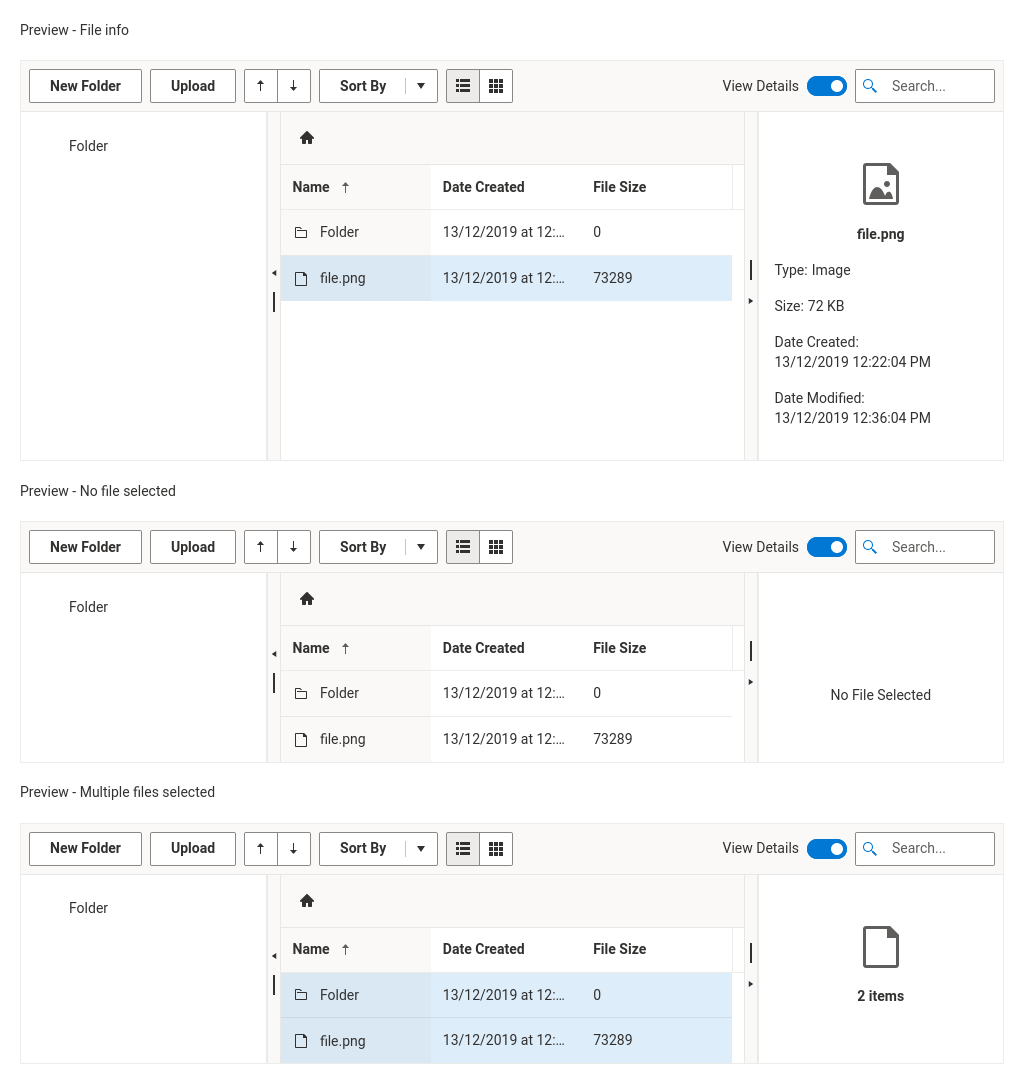 Preview - File info
New Folder Upload Sort By View Details Search...
Folder
Name Date Created File Size
Folder 13/12/2019 at 12:... 0
file.png 13/12/2019 at 12:... 73289
file.png
Type: Image
Size: 72 KB
Date Created:
13/12/2019 12:22:04 PM
Date Modified:
13/12/2019 12:36:04 PM
Preview - No file selected
New Folder Upload Sort By View Details Search...
Folder
Name Date Created File Size
Folder 13/12/2019 at 12:... 0
file.png 13/12/2019 at 12:... 73289
No File Selected
Preview - Multiple files selected
New Folder Upload Sort By View Details Search...
Folder
Name Date Created File Size
Folder 13/12/2019 at 12:... 0
file.png 13/12/2019 at 12:... 73289
2 items